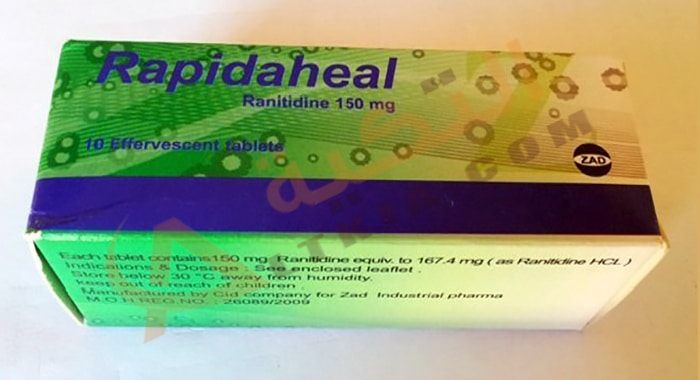 Rapidaheal
Ranitidine 150 mg
10 Effervescent tablets
ZAD
Each tablet contains150 mg Ranitidine equiv. to 167.4 mg ( as Ranitidine HCL )
Indications & Dosage : See enclosed leaflet .
Store below 30 °C away from humidity.
keep out of reach of children .
Manufactured by Cid company for Zad Industrial pharma
M.O.H REG.NO. : 26089/2009